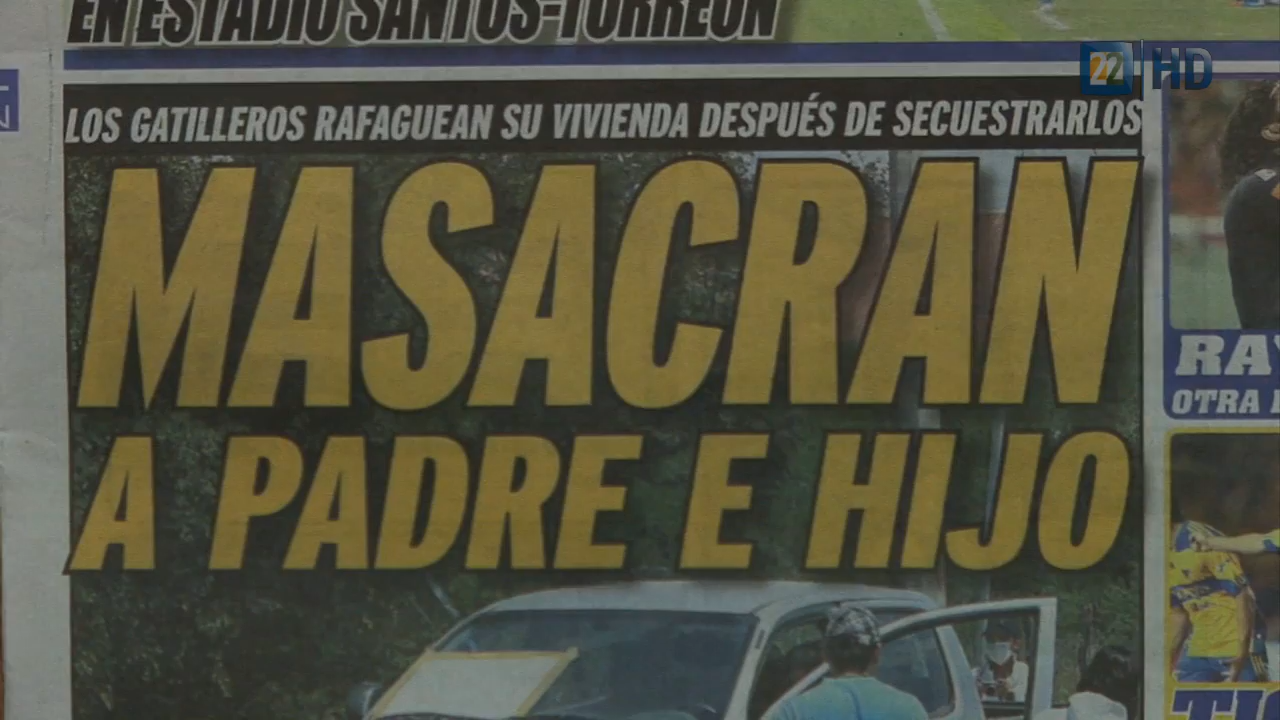 EN ESTADIO SANTOS-TORREÓN
22 HD
LOS GATILLEROS RAFAGUEAN SU VIVIENDA DESPUÉS DE SECUESTRARLOS
MASACRAN
A PADRE E HIJO
OTRA